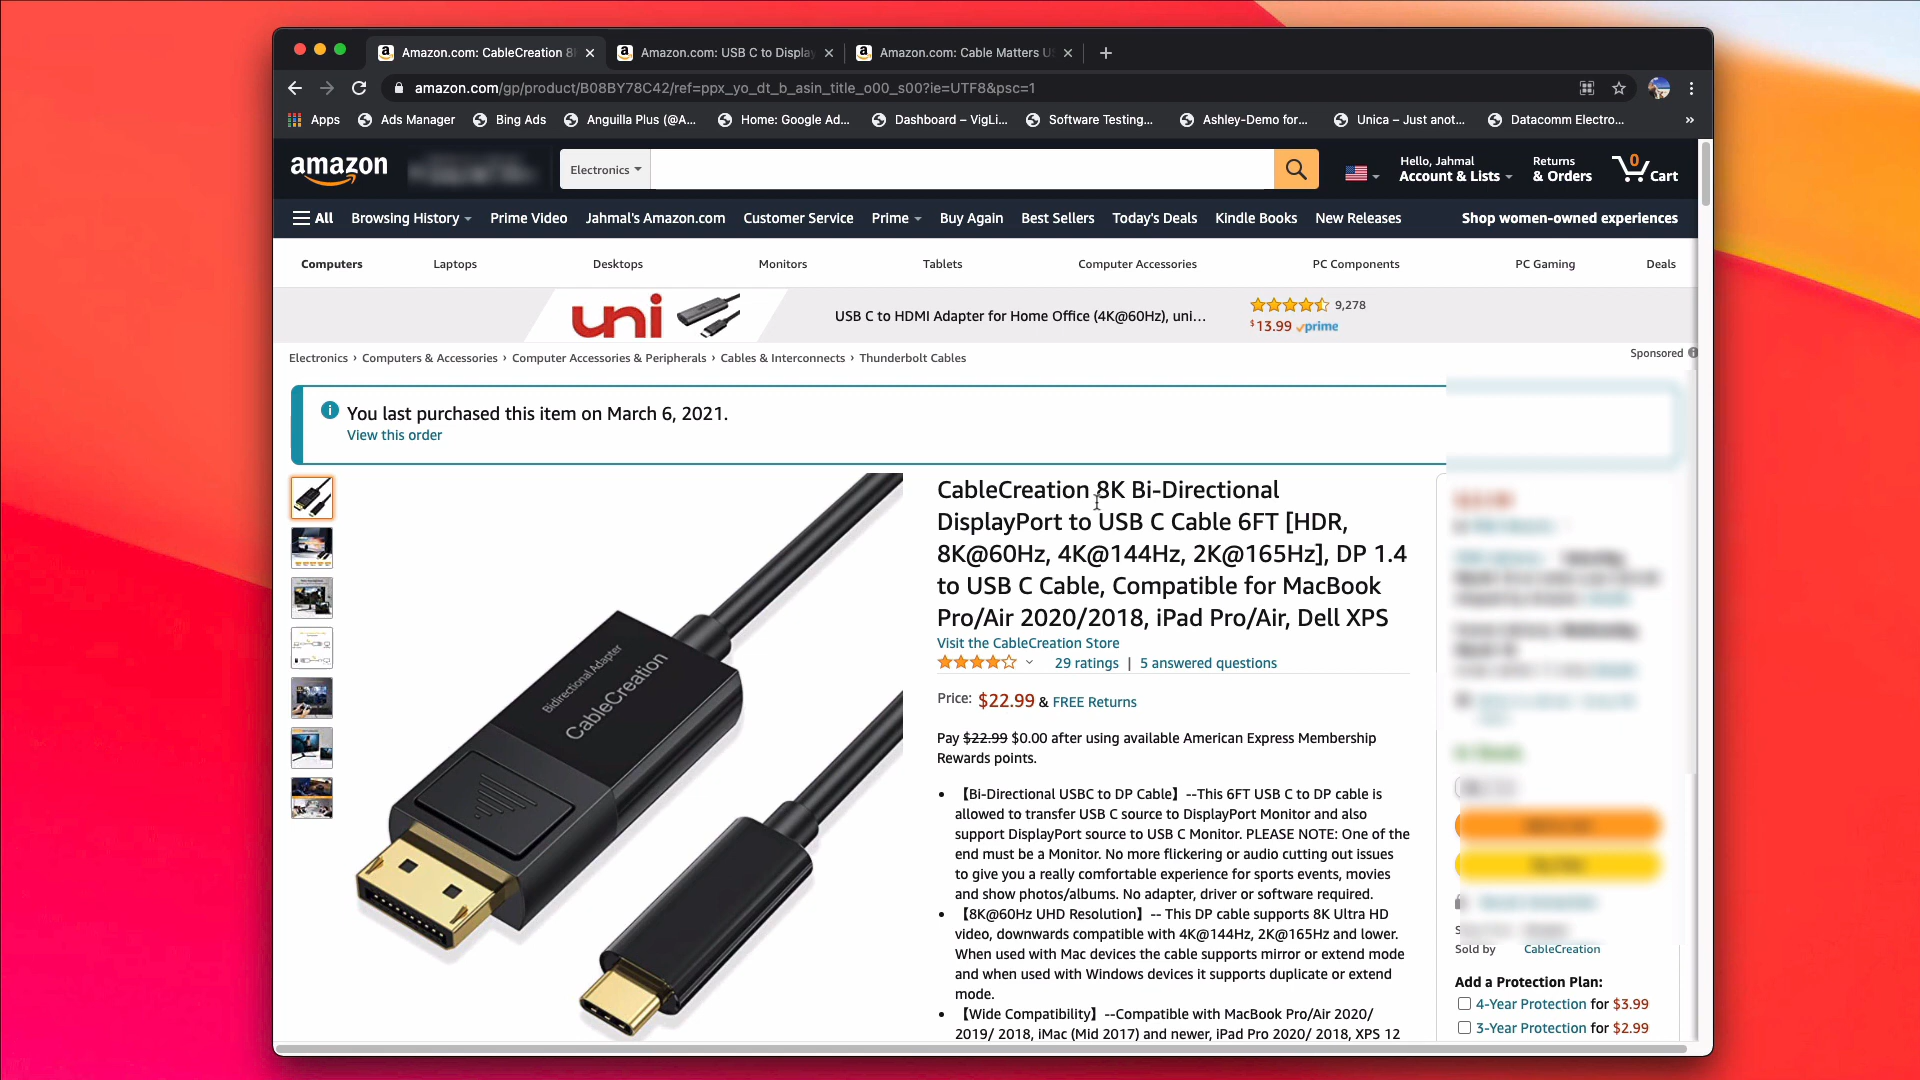 Amazon.com: CableCreation 8
Amazon.com: USB C to Display
Amazon.com: Cable Matters US
amazon.com/gp/product/B08BY78C42/ref=ppx_yo_dt_b_asin_title_o00_s00?ie=UTF8&psc=1
Apps
Ads Manager
Bing Ads
Anguilla Plus (@A...
Home: Google Ad...
Dashboard – VigLi...
Software Testing...
Ashley-Demo for...
Unica – Just anot...
Datacomm Electro...
»
amazon
Electronics
Hello, Jahmal
Account & Lists
Returns
& Orders
0
Cart
All
Browsing History
Prime Video
Jahmal's Amazon.com
Customer Service
Prime
Buy Again
Best Sellers
Today's Deals
Kindle Books
New Releases
Shop women-owned experiences
Computers
Laptops
Desktops
Monitors
Tablets
Computer Accessories
PC Components
PC Gaming
Deals
uni
USB C to HDMI Adapter for Home Office (4K@60Hz), uni...
9,278
$13.99 prime
Electronics › Computers & Accessories › Computer Accessories & Peripherals › Cables & Interconnects › Thunderbolt Cables
Sponsored
You last purchased this item on March 6, 2021.
View this order
Bidirectional Adapter
CableCreation
CableCreation 8K Bi-Directional
DisplayPort to USB C Cable 6FT [HDR,
8K@60Hz, 4K@144Hz, 2K@165Hz], DP 1.4
to USB C Cable, Compatible for MacBook
Pro/Air 2020/2018, iPad Pro/Air, Dell XPS
Visit the CableCreation Store
29 ratings | 5 answered questions
Price: $22.99 & FREE Returns
Pay $22.99 $0.00 after using available American Express Membership
Rewards points.
• 【Bi-Directional USBC to DP Cable】--This 6FT USB C to DP cable is
allowed to transfer USB C source to DisplayPort Monitor and also
support DisplayPort source to USB C Monitor. PLEASE NOTE: One of the
end must be a Monitor. No more flickering or audio cutting out issues
to give you a really comfortable experience for sports events, movies
and show photos/albums. No adapter, driver or software required.
• 【8K@60Hz UHD Resolution】-- This DP cable supports 8K Ultra HD
video, downwards compatible with 4K@144Hz, 2K@165Hz and lower.
When used with Mac devices the cable supports mirror or extend mode
and when used with Windows devices it supports duplicate or extend
mode.
• 【Wide Compatibility】--Compatible with MacBook Pro/Air 2020/
2019/ 2018, iMac (Mid 2017) and newer, iPad Pro 2020/ 2018, XPS 12
Sold by CableCreation
Add a Protection Plan:
4-Year Protection for $3.99
3-Year Protection for $2.99